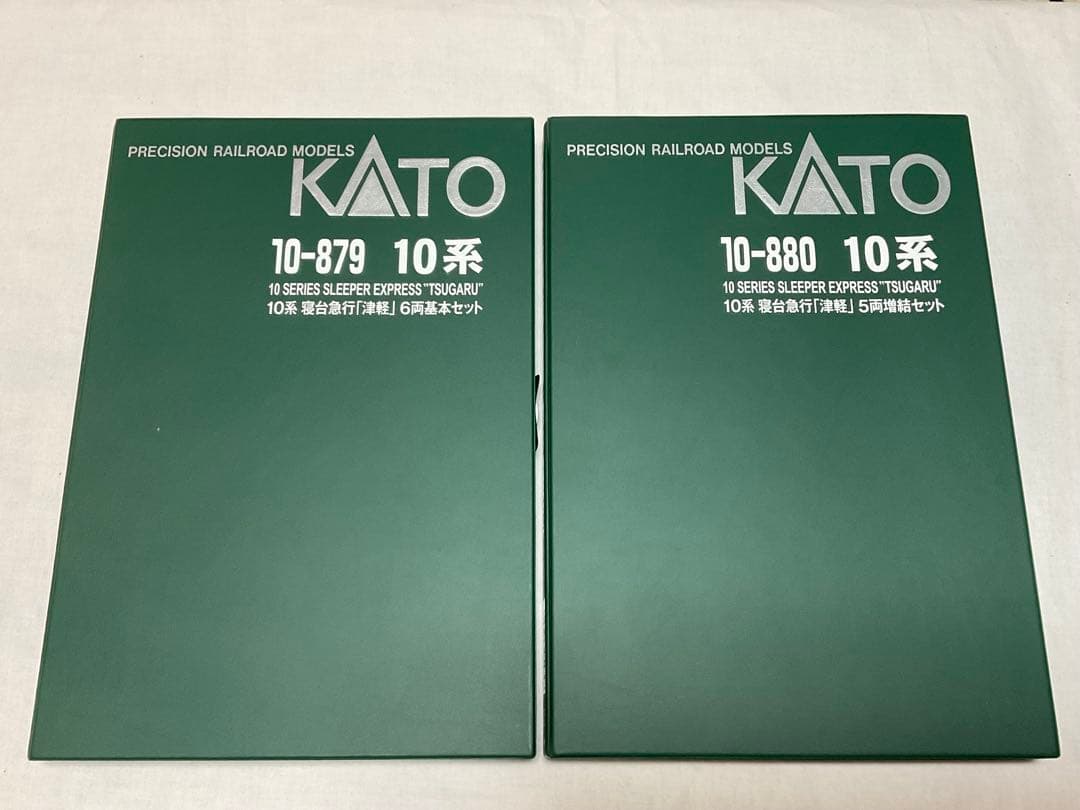 PRECISION RAILROAD MODELS
KATO
10-879 10系
10 SERIES SLEEPER EXPRESS "TSUGARU"
10系 寝台急行「津軽」 6両基本セット
PRECISION RAILROAD MODELS
KATO
10-880 10系
10 SERIES SLEEPER EXPRESS "TSUGARU"
10系 寝台急行「津軽」 5両増結セット